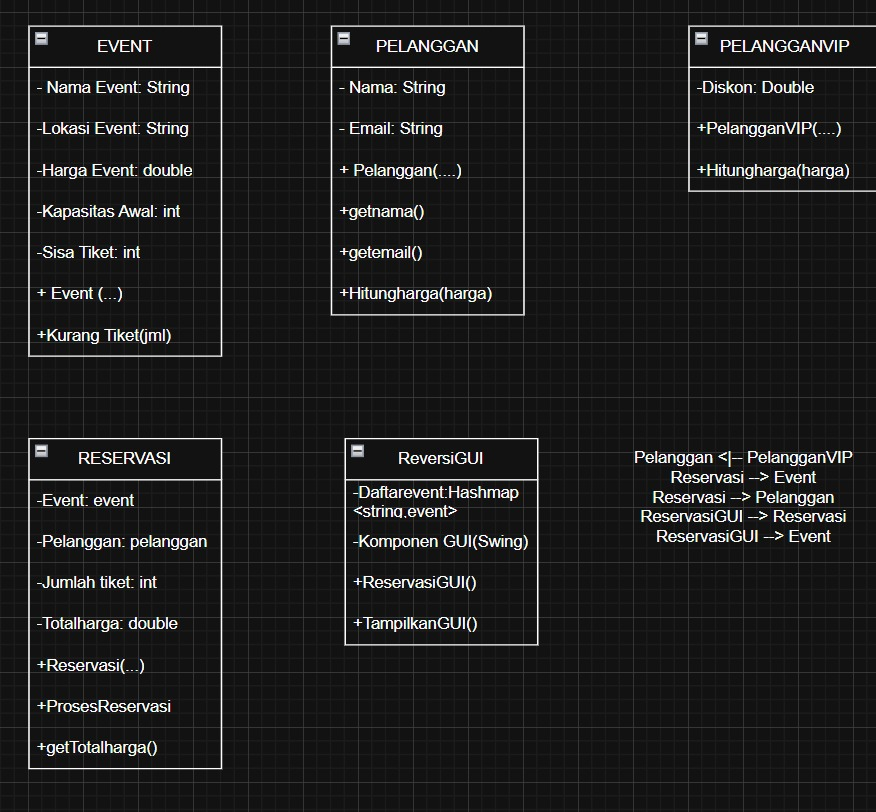 EVENT
- Nama Event: String
-Lokasi Event: String
-Harga Event: double
-Kapasitas Awal: int
-Sisa Tiket: int
+ Event (...)
+Kurang Tiket(jml)
PELANGGAN
- Nama: String
- Email: String
+ Pelanggan(....)
+getnama()
+getemail()
+Hitungharga(harga)
PELANGGANVIP
-Diskon: Double
+PelangganVIP(....)
+Hitungharga(harga)
RESERVASI
-Event: event
-Pelanggan: pelanggan
-Jumlah tiket: int
-Totalharga: double
+Reservasi(...)
+ProsesReservasi
+getTotalharga()
ReversiGUI
-Daftarevent:Hashmap
<string.event>
-Komponen GUI(Swing)
+ReservasiGUI()
+TampilkanGUI()
Pelanggan <|-- PelangganVIP
Reservasi --> Event
Reservasi --> Pelanggan
ReservasiGUI --> Reservasi
ReservasiGUI --> Event